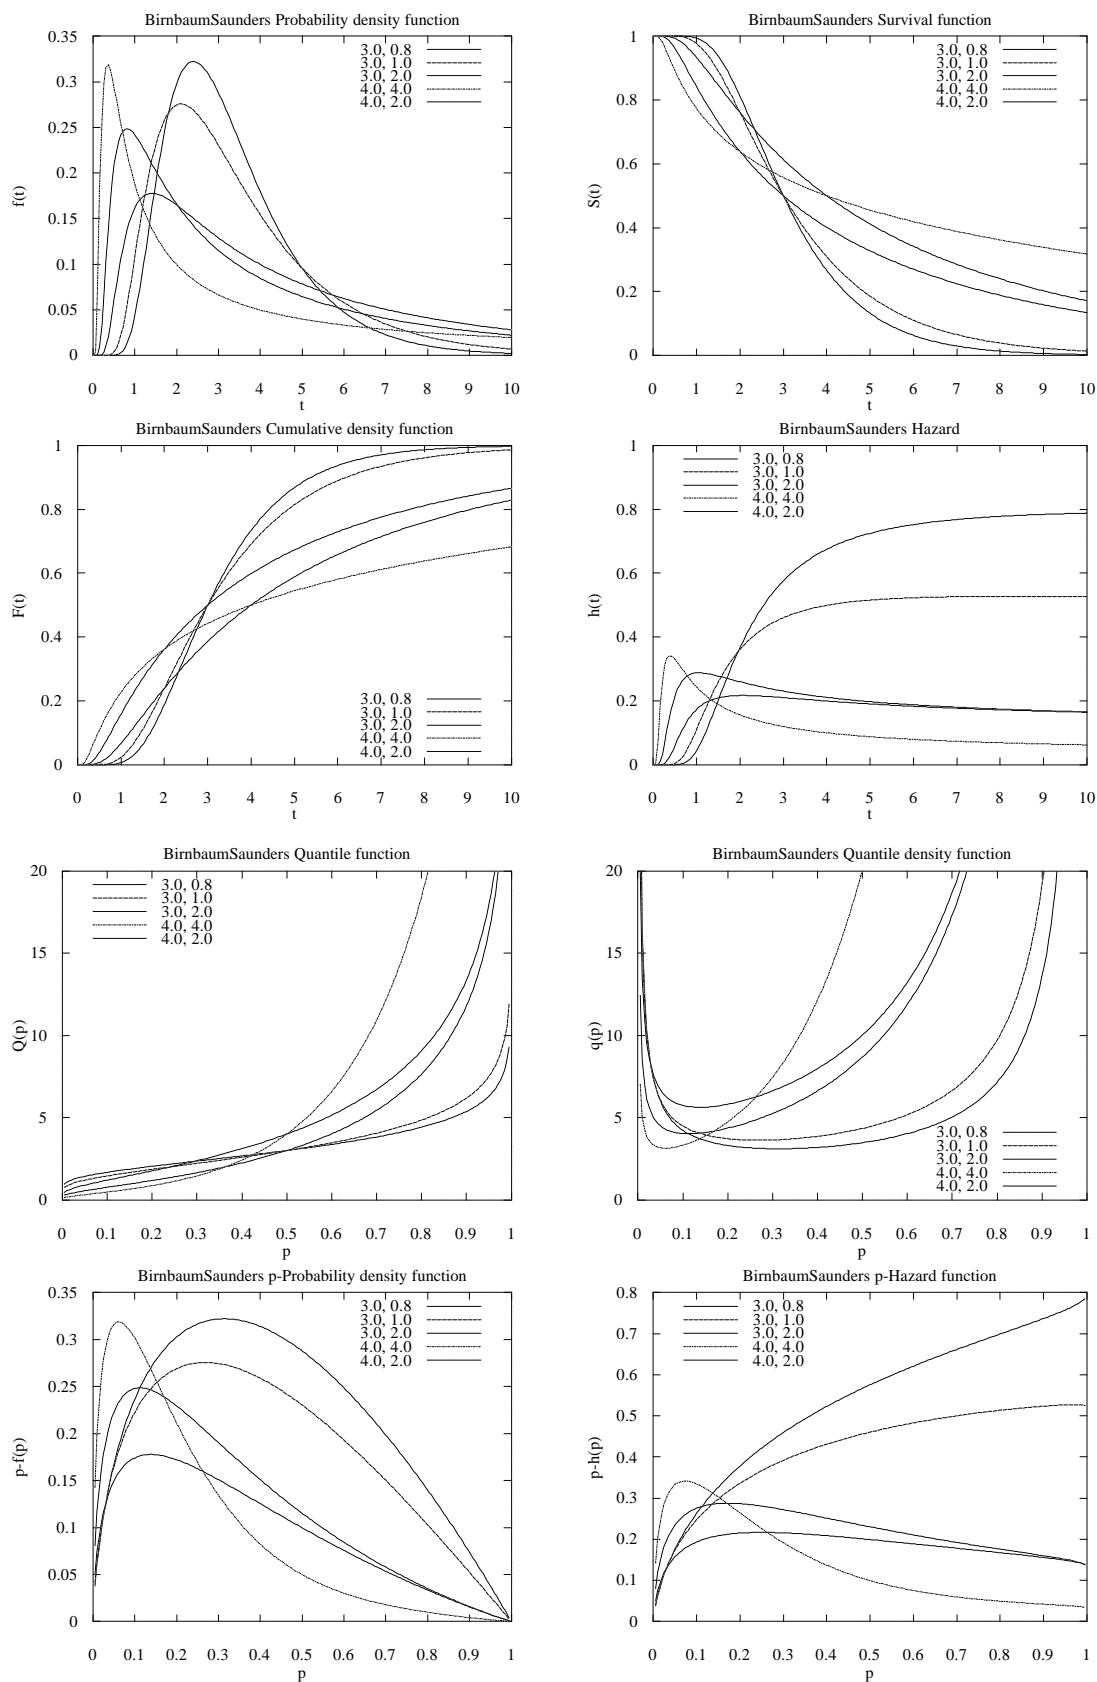 BirnbaumSaunders Probability density function
0.35
0.3
0.25
0.2
0.15
0.1
0.05
0
f(t)
3.0, 0.8
3.0, 1.0
3.0, 2.0
4.0, 4.0
4.0, 2.0
0 1 2 3 4 5 6 7 8 9 10
t
BirnbaumSaunders Survival function
1
0.8
0.6
0.4
0.2
0
S(t)
3.0, 0.8
3.0, 1.0
3.0, 2.0
4.0, 4.0
4.0, 2.0
0 1 2 3 4 5 6 7 8 9 10
t
BirnbaumSaunders Cumulative density function
1
0.8
0.6
0.4
0.2
0
F(t)
3.0, 0.8
3.0, 1.0
3.0, 2.0
4.0, 4.0
4.0, 2.0
0 1 2 3 4 5 6 7 8 9 10
t
BirnbaumSaunders Hazard
1
0.8
0.6
0.4
0.2
0
h(t)
3.0, 0.8
3.0, 1.0
3.0, 2.0
4.0, 4.0
4.0, 2.0
0 1 2 3 4 5 6 7 8 9 10
t
BirnbaumSaunders Quantile function
20
15
10
5
0
Q(p)
3.0, 0.8
3.0, 1.0
3.0, 2.0
4.0, 4.0
4.0, 2.0
0 0.1 0.2 0.3 0.4 0.5 0.6 0.7 0.8 0.9 1
p
BirnbaumSaunders Quantile density function
20
15
10
5
0
q(p)
3.0, 0.8
3.0, 1.0
3.0, 2.0
4.0, 4.0
4.0, 2.0
0 0.1 0.2 0.3 0.4 0.5 0.6 0.7 0.8 0.9 1
p
BirnbaumSaunders p-Probability density function
0.35
0.3
0.25
0.2
0.15
0.1
0.05
0
p-f(p)
3.0, 0.8
3.0, 1.0
3.0, 2.0
4.0, 4.0
4.0, 2.0
0 0.1 0.2 0.3 0.4 0.5 0.6 0.7 0.8 0.9 1
p
BirnbaumSaunders p-Hazard function
0.8
0.7
0.6
0.5
0.4
0.3
0.2
0.1
0
p-h(p)
3.0, 0.8
3.0, 1.0
3.0, 2.0
4.0, 4.0
4.0, 2.0
0 0.1 0.2 0.3 0.4 0.5 0.6 0.7 0.8 0.9 1
p